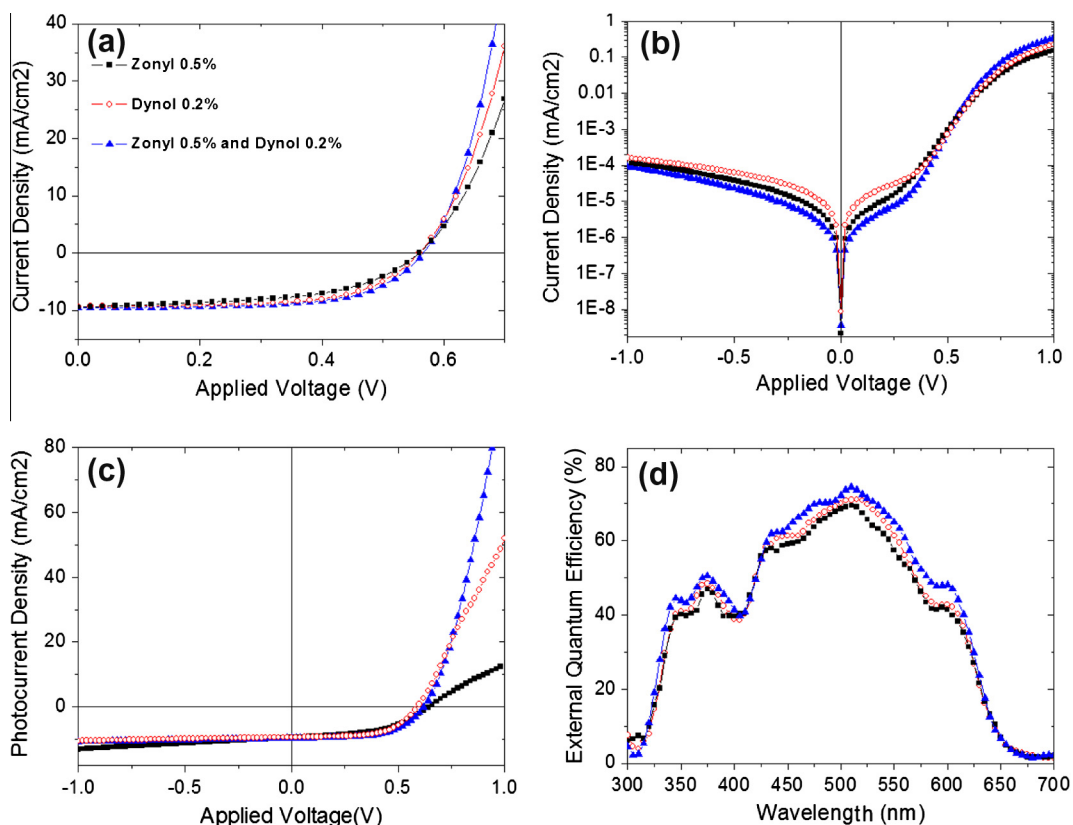 (a)
Zonyl 0.5%
Dynol 0.2%
Zonyl 0.5% and Dynol 0.2%
40
30
20
10
0
-10
Current Density (mA/cm2)
0.0 0.2 0.4 0.6
Applied Voltage (V)
(b)
0.1
0.01
1E-3
1E-4
1E-5
1E-6
1E-7
1E-8
Current Density (mA/cm2)
-1.0 -0.5 0.0 0.5 1.0
Applied Voltage (V)
(c)
80
60
40
20
0
Photocurrent Density (mA/cm2)
-1.0 -0.5 0.0 0.5 1.0
Applied Voltage(V)
(d)
80
60
40
20
0
External Quantum Efficiency (%)
300 350 400 450 500 550 600 650 700
Wavelength (nm)